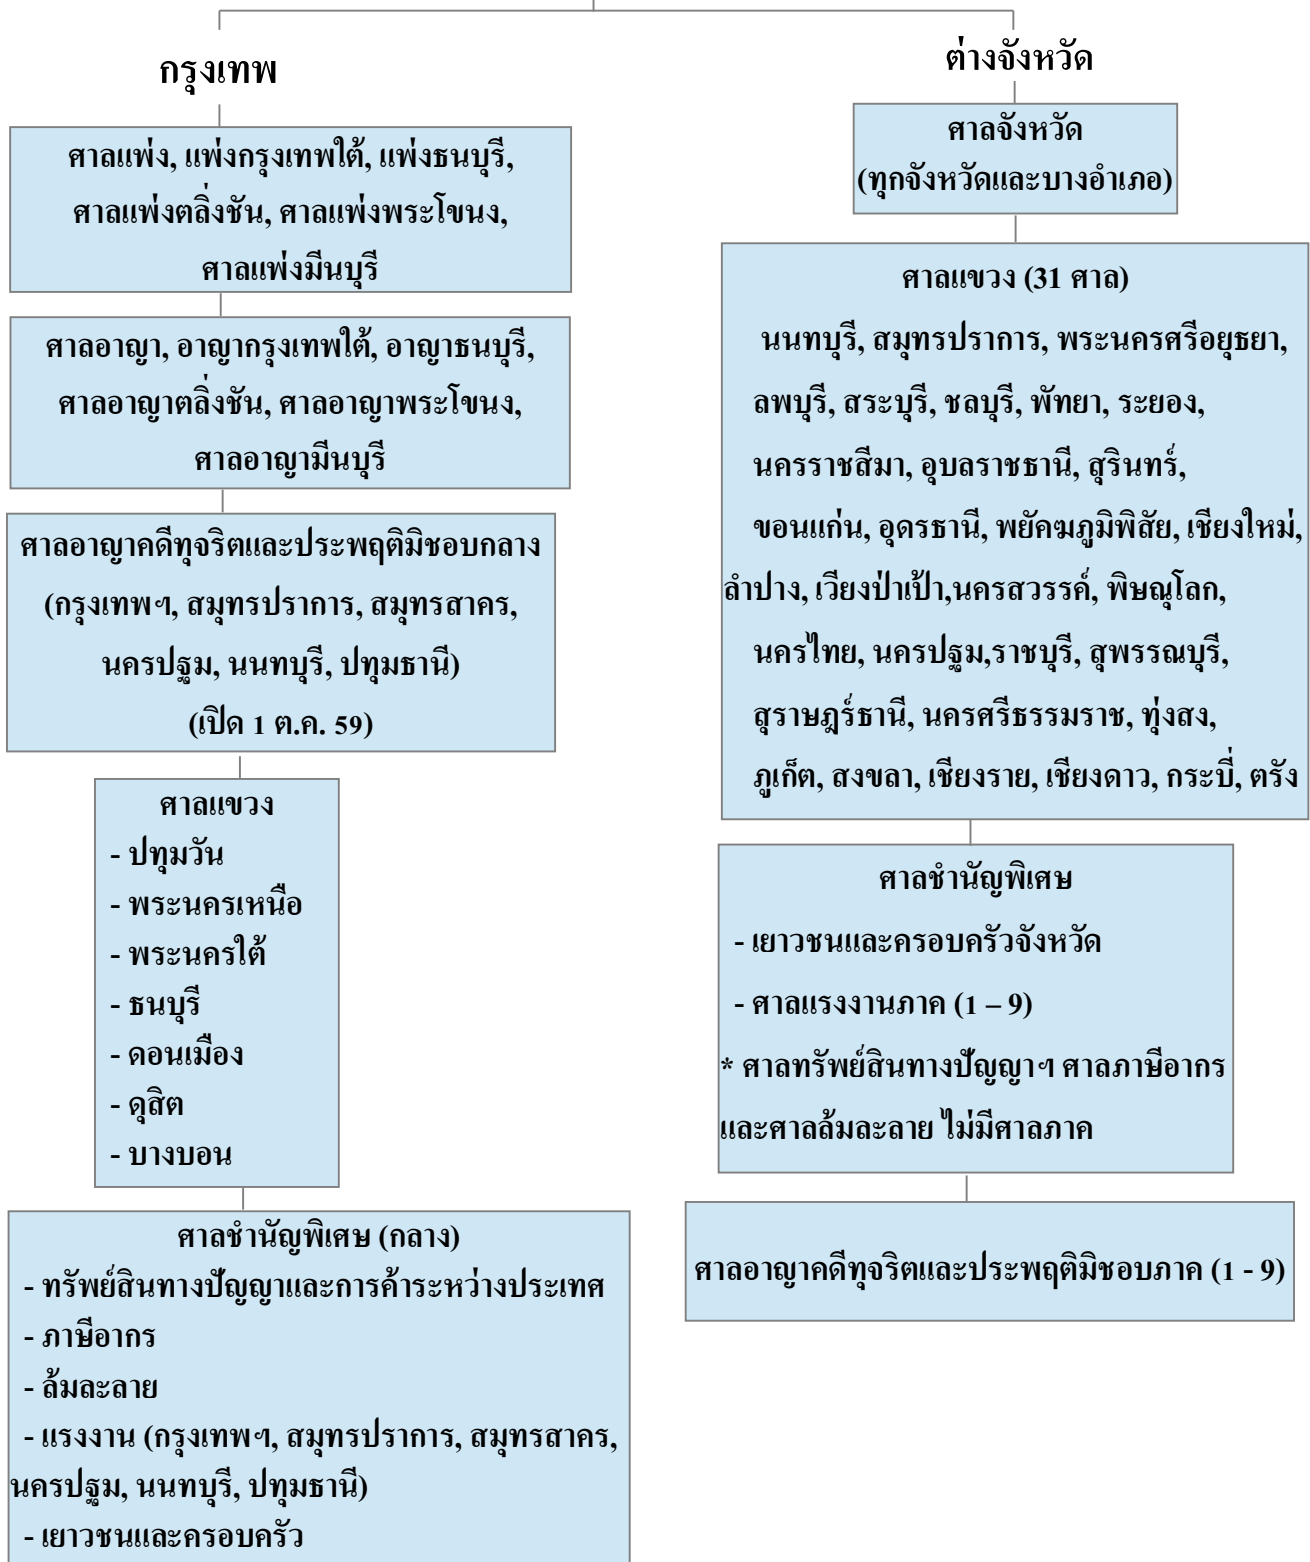 กรุงเทพ
ศาลแพ่ง, แพ่งกรุงเทพใต้, แพ่งธนบุรี,
ศาลแพ่งตลิ่งชัน, ศาลแพ่งพระโขนง,
ศาลแพ่งมีนบุรี
ศาลอาญา, อาญากรุงเทพใต้, อาญาธนบุรี,
ศาลอาญาตลิ่งชัน, ศาลอาญาพระโขนง,
ศาลอาญามีนบุรี
ศาลอาญาคดีทุจริตและประพฤติมิชอบกลาง
(กรุงเทพฯ, สมุทรปราการ, สมุทรสาคร,
นครปฐม, นนทบุรี, ปทุมธานี)
(เปิด 1 ต.ค. 59)
ศาลแขวง
- ปทุมวัน
- พระนครเหนือ
- พระนครใต้
- ธนบุรี
- ดอนเมือง
- ดุสิต
- บางบอน
ศาลชำนัญพิเศษ (กลาง)
- ทรัพย์สินทางปัญญาและการค้าระหว่างประเทศ
- ภาษีอากร
- ล้มละลาย
- แรงงาน (กรุงเทพฯ, สมุทรปราการ, สมุทรสาคร,
นครปฐม, นนทบุรี, ปทุมธานี)
- เยาวชนและครอบครัว
ต่างจังหวัด
ศาลจังหวัด
(ทุกจังหวัดและบางอำเภอ)
ศาลแขวง (31 ศาล)
นนทบุรี, สมุทรปราการ, พระนครศรีอยุธยา,
ลพบุรี, สระบุรี, ชลบุรี, พัทยา, ระยอง,
นครราชสีมา, อุบลราชธานี, สุรินทร์,
ขอนแก่น, อุดรธานี, พยัคฆภูมิพิสัย, เชียงใหม่,
ลำปาง, เวียงป่าเป้า,นครสวรรค์, พิษณุโลก,
นครไทย, นครปฐม,ราชบุรี, สุพรรณบุรี,
สุราษฎร์ธานี, นครศรีธรรมราช, ทุ่งสง,
ภูเก็ต, สงขลา, เชียงราย, เชียงดาว, กระบี่, ตรัง
ศาลชำนัญพิเศษ
- เยาวชนและครอบครัวจังหวัด
- ศาลแรงงานภาค (1 – 9)
* ศาลทรัพย์สินทางปัญญาฯ ศาลภาษีอากร
และศาลล้มละลาย ไม่มีศาลภาค
ศาลอาญาคดีทุจริตและประพฤติมิชอบภาค (1 - 9)